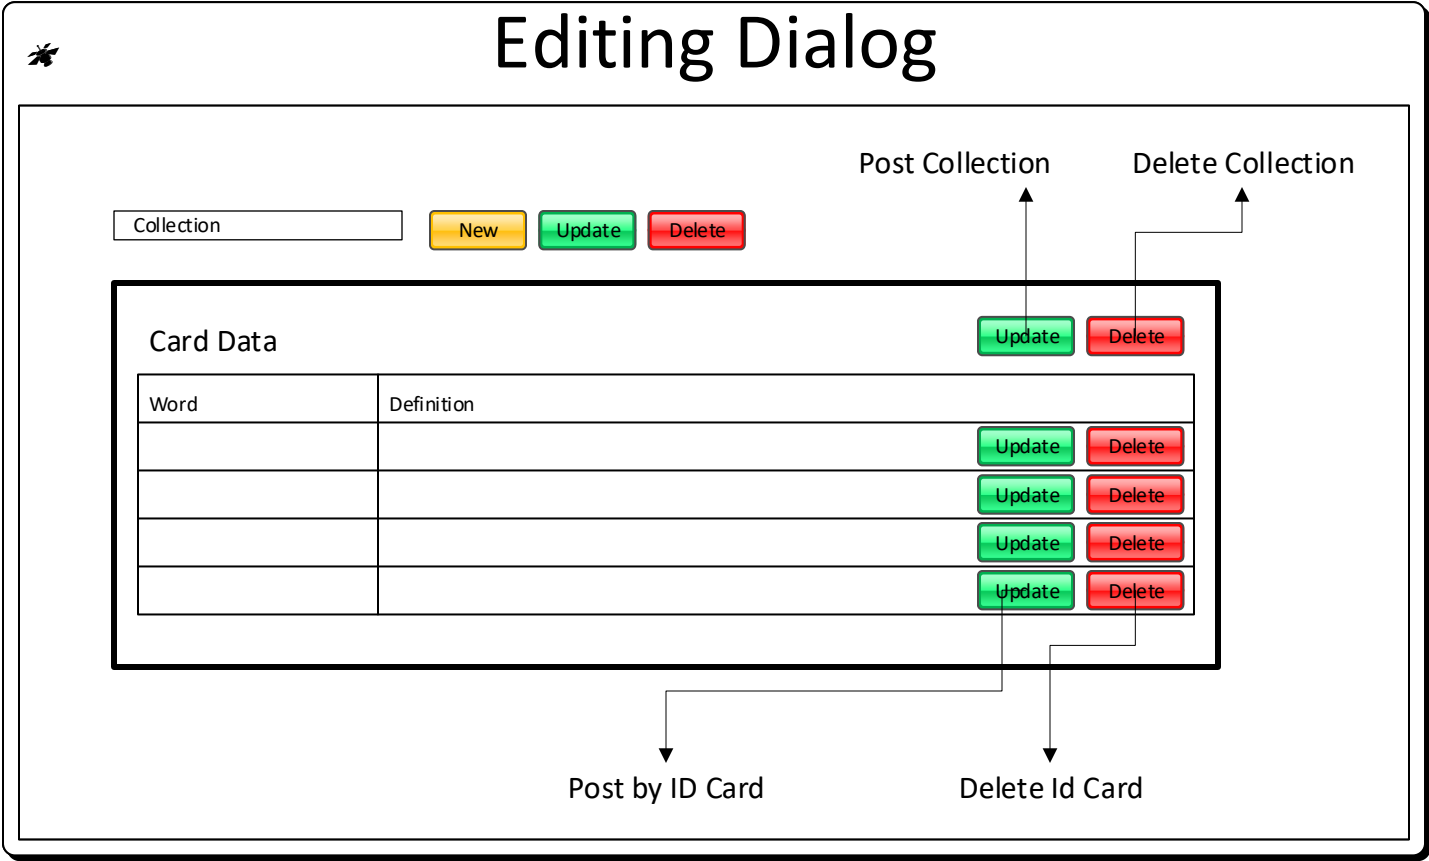 Editing Dialog
Post Collection Delete Collection
Collection New Update Delete
Card Data Update Delete
Word Definition
Update Delete
Update Delete
Update Delete
Update Delete
Post by ID Card Delete Id Card